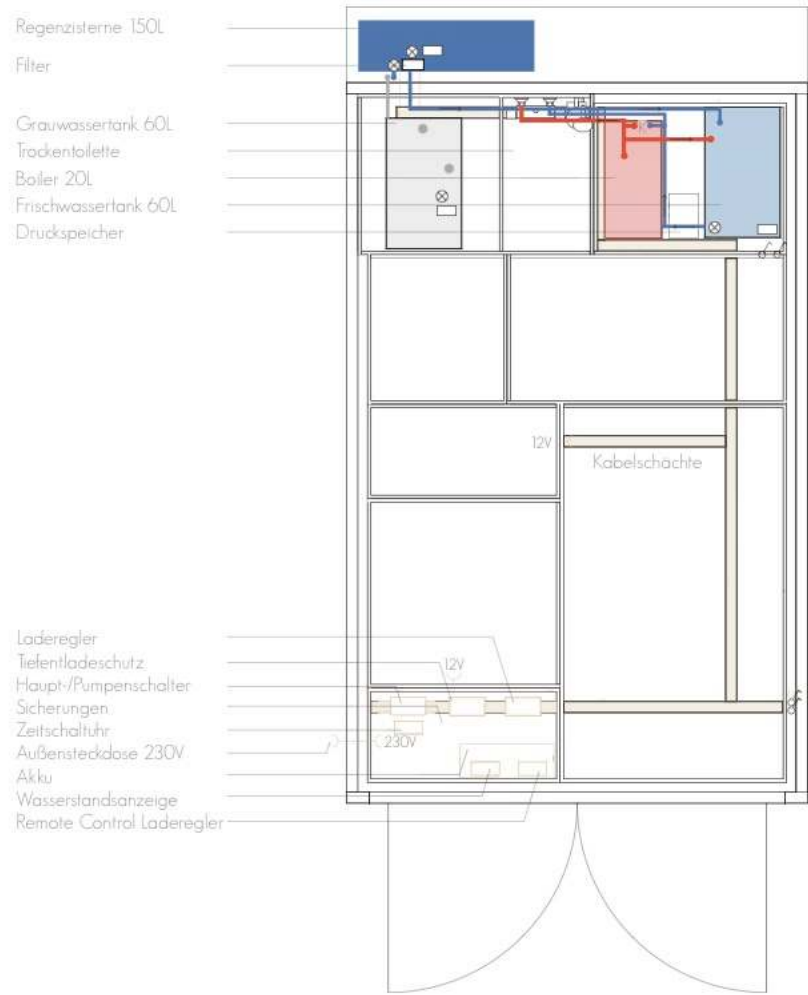 Regenzisterne 150L
Filter
Grauwassertank 60L
Trockentoilette
Boiler 20L
Frischwassertank 60L
Druckspeicher
12V
Kabelschächte
Laderegler
Tiefentladeschutz
12V
Haupt-/Pumpenschalter
Sicherungen
Zeitschaltuhr
Außensteckdose 230V
230V
Akku
Wasserstandsanzeige
Remote Control Laderegler